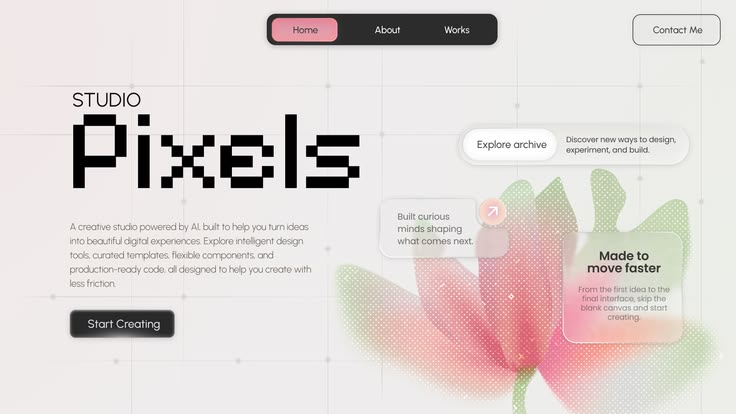 Home
About
Works
Contact Me
STUDIO
Pixels
Explore archive
Discover new ways to design,
experiment, and build.
Built curious
minds shaping
what comes next.
A creative studio powered by AI, built to help you turn ideas
into beautiful digital experiences. Explore intelligent design
tools, curated templates, flexible components, and
production-ready code, all designed to help you create with
less friction.
Made to
move faster
From the first idea to the
final interface, skip the
blank canvas and start
creating.
Start Creating